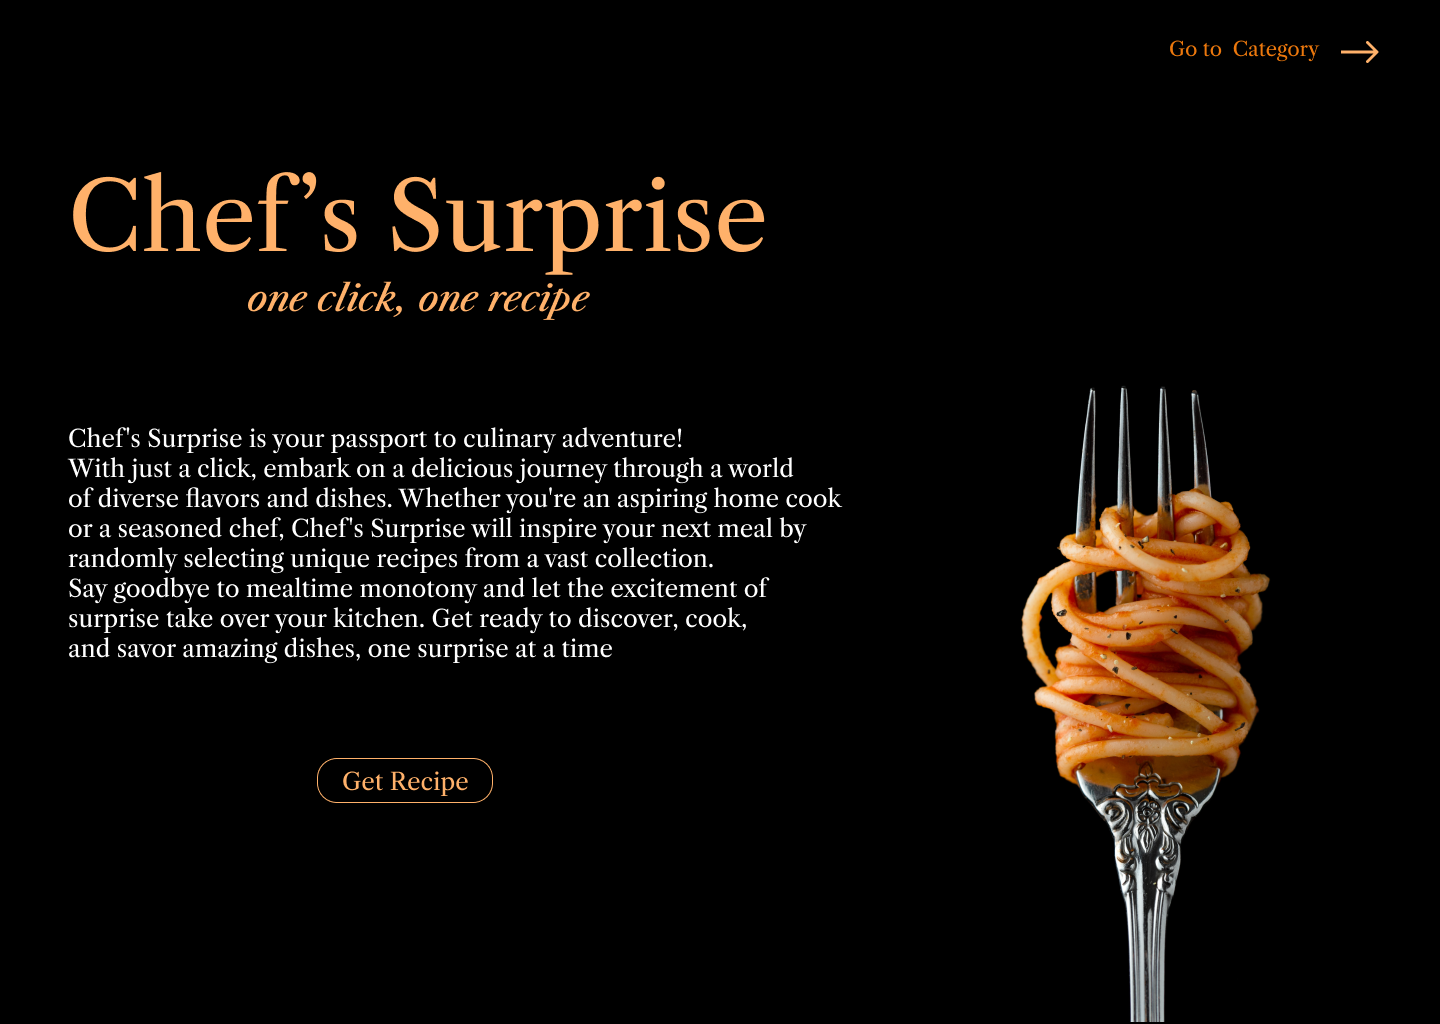 Go to  Category
Chef’s Surprise
one click, one recipe
Chef's Surprise is your passport to culinary adventure!
With just a click, embark on a delicious journey through a world
of diverse flavors and dishes. Whether you're an aspiring home cook
or a seasoned chef, Chef's Surprise will inspire your next meal by
randomly selecting unique recipes from a vast collection.
Say goodbye to mealtime monotony and let the excitement of
surprise take over your kitchen. Get ready to discover, cook,
and savor amazing dishes, one surprise at a time
Get Recipe